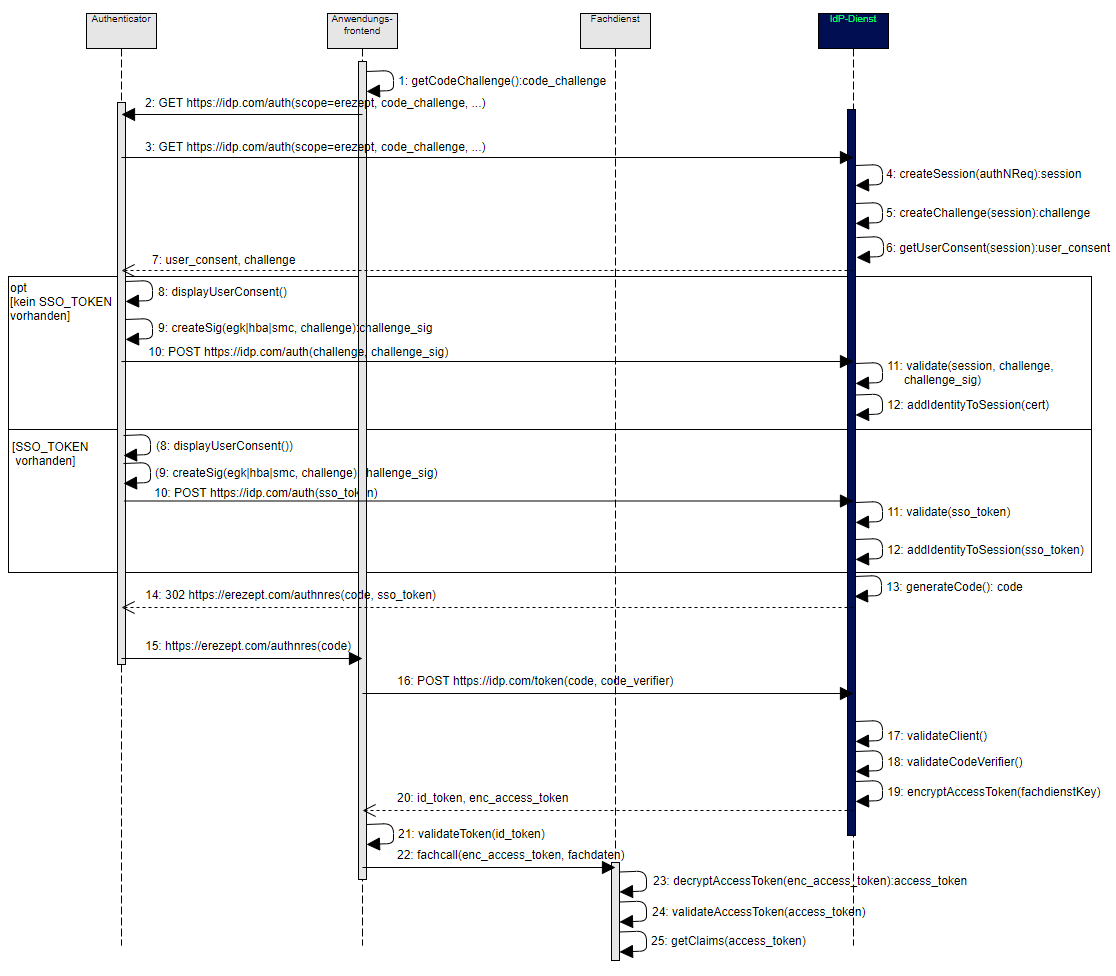 Authenticator
Anwendungs-
frontend
Fachdienst
IdP-Dienst
1: getCodeChallenge():code_challenge
2: GET https://idp.com/auth(scope=erezept, code_challenge, ...)
3: GET https://idp.com/auth(scope=erezept, code_challenge, ...)
4: createSession(authNReq):session
5: createChallenge(session):challenge
6: getUserConsent(session):user_consent
7: user_consent, challenge
opt
[kein SSO_TOKEN
vorhanden]
8: displayUserConsent()
9: createSig(egk|hba|smc, challenge):challenge_sig
10: POST https://idp.com/auth(challenge, challenge_sig)
11: validate(session, challenge,
challenge_sig)
12: addIdentityToSession(cert)
[SSO_TOKEN
vorhanden]
(8: displayUserConsent())
(9: createSig(egk|hba|smc, challenge):challenge_sig)
10: POST https://idp.com/auth(sso_token)
11: validate(sso_token)
12: addIdentityToSession(sso_token)
13: generateCode(): code
14: 302 https://erezept.com/authnres(code, sso_token)
15: https://erezept.com/authnres(code)
16: POST https://idp.com/token(code, code_verifier)
17: validateClient()
18: validateCodeVerifier()
19: encryptAccessToken(fachdienstKey)
20: id_token, enc_access_token
21: validateToken(id_token)
22: fachcall(enc_access_token, fachdaten)
23: decryptAccessToken(enc_access_token):access_token
24: validateAccessToken(access_token)
25: getClaims(access_token)